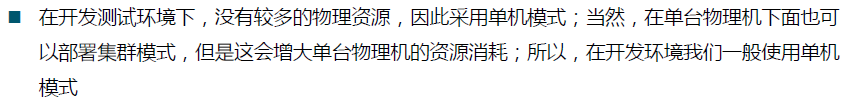 在开发测试环境下，没有较多的物理资源，因此采用单机模式；当然，在单台物理机下面也可
以部署集群模式，但是这会增大单台物理机的资源消耗；所以，在开发环境我们一般使用单机
模式